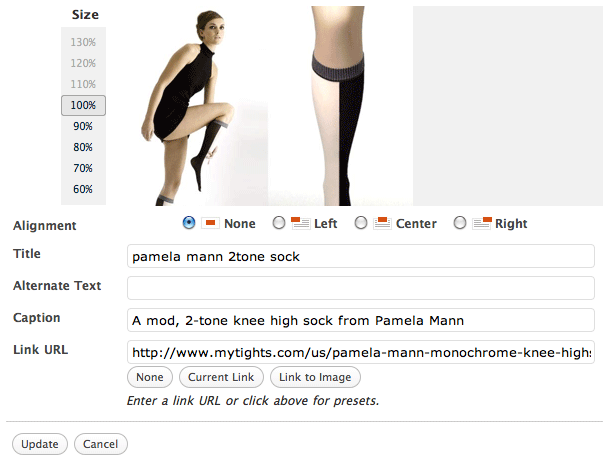 Size
130%
120%
110%
100%
90%
80%
70%
60%
Alignment None Left Center Right
Title pamela mann 2tone sock
Alternate Text
Caption A mod, 2-tone knee high sock from Pamela Mann
Link URL http://www.mytights.com/us/pamela-mann-monochrome-knee-highs
None Current Link Link to Image
Enter a link URL or click above for presets.
Update Cancel